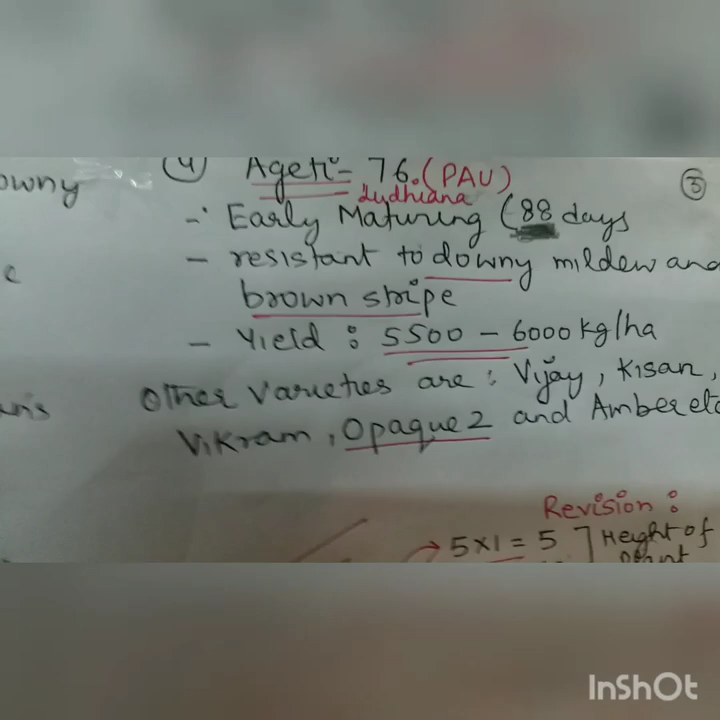 owny
(4) Ageti - 76. (PAU)
Ludhiana
(3)
- Early Maturing (88 days
- resistant to downy mildew and
brown stripe
- Yield : 5500 - 6000 kg/ha
Other Varieties are : Vijay, Kisan,
Vikram, Opaque 2 and Amber etc
Revision :
→ 5x1 = 5 ] Height of
plant
InShOt